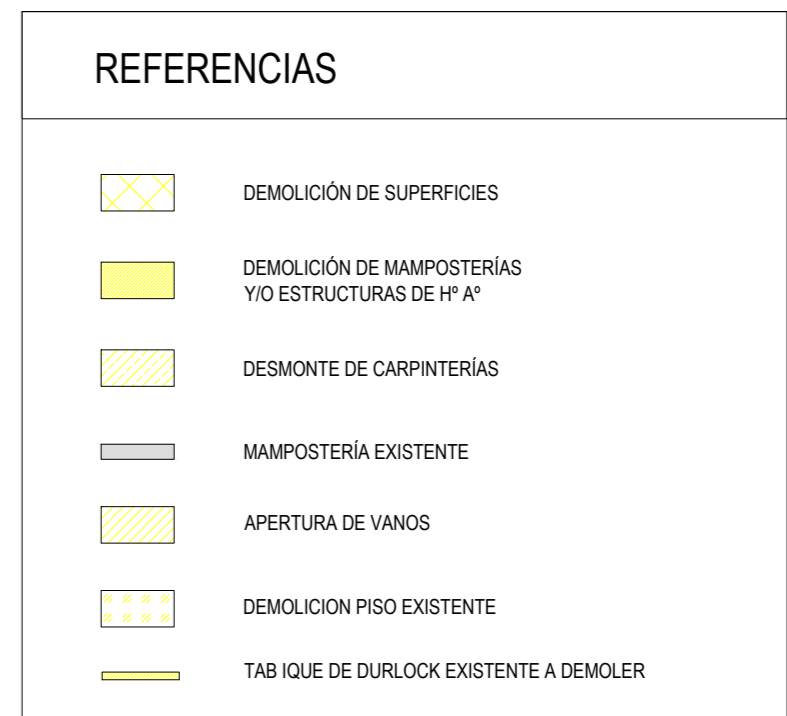 REFERENCIAS
DEMOLICIÓN DE SUPERFICIES
DEMOLICIÓN DE MAMPOSTERÍAS
Y/O ESTRUCTURAS DE Hº Aº
DESMONTE DE CARPINTERÍAS
MAMPOSTERÍA EXISTENTE
APERTURA DE VANOS
DEMOLICION PISO EXISTENTE
TAB IQUE DE DURLOCK EXISTENTE A DEMOLER